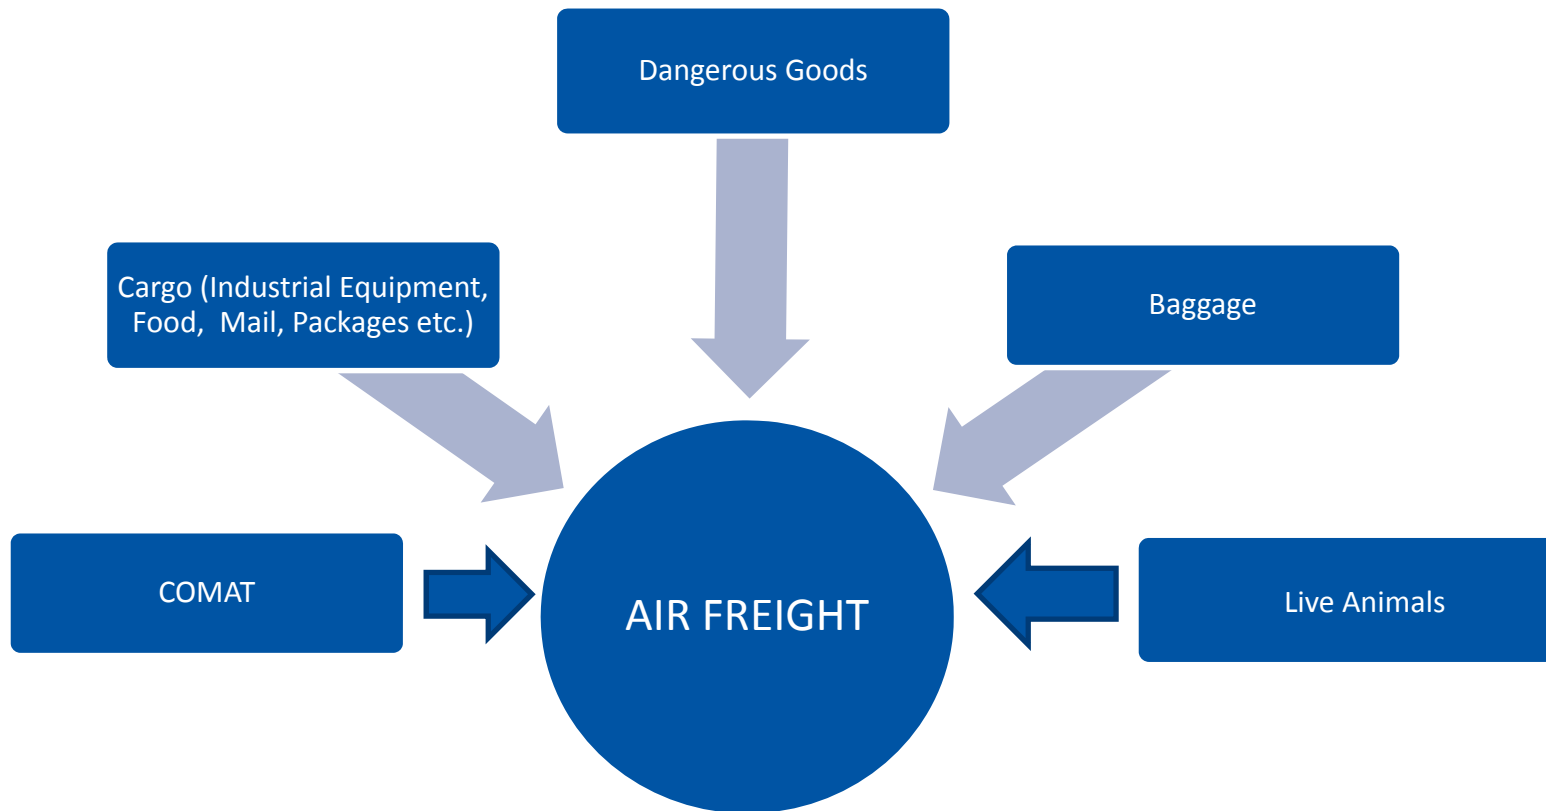 Dangerous Goods
Cargo (Industrial Equipment,
Food,  Mail, Packages etc.)
Baggage
COMAT
AIR FREIGHT
Live Animals